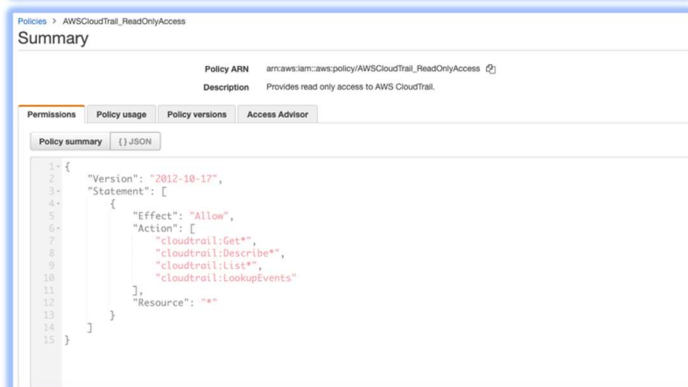 Policies > AWSCloudTrail_ReadOnlyAccess
Summary
Policy ARN arn:aws:iam::aws:policy/AWSCloudTrail_ReadOnlyAccess
Description Provides read only access to AWS CloudTrail.
Permissions Policy usage Policy versions Access Advisor
Policy summary { } JSON
1 {
2 "Version": "2012-10-17",
3 "Statement": [
4 {
5 "Effect": "Allow",
6 "Action": [
7 "cloudtrail:Get*",
8 "cloudtrail:Describe*",
9 "cloudtrail:List*",
10 "cloudtrail:LookupEvents"
11 ],
12 "Resource": "*"
13 }
14 ]
15 }